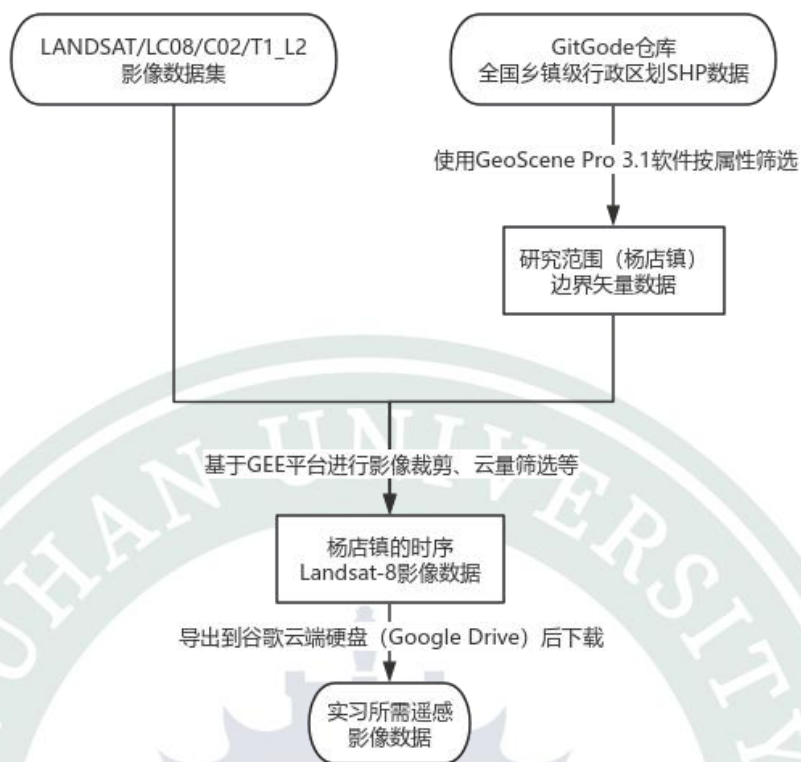 LANDSAT/LC08/C02/T1_L2
影像数据集
GitGode仓库
全国乡镇级行政区划SHP数据
使用GeoScene Pro 3.1软件按属性筛选
研究范围（杨店镇）
边界矢量数据
基于GEE平台进行影像裁剪、云量筛选等
杨店镇的时序
Landsat-8影像数据
导出到谷歌云端硬盘（Google Drive）后下载
实习所需遥感
影像数据
UHAN UNIVERSITY